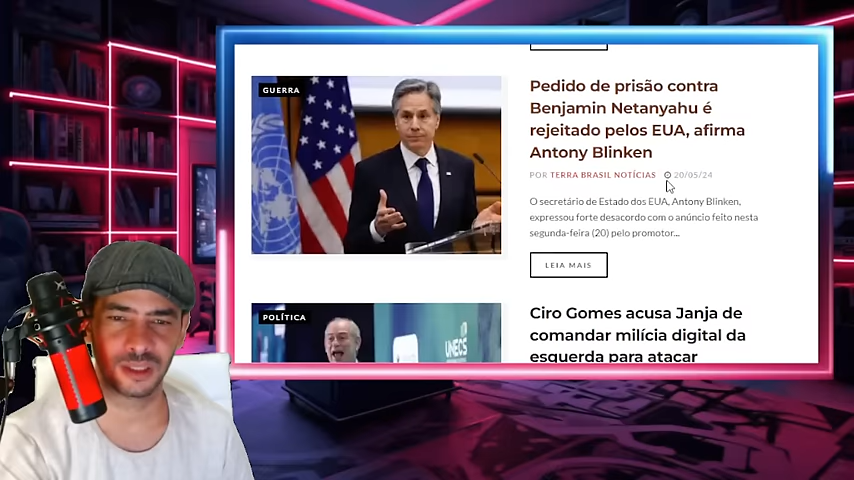 GUERRA
Pedido de prisão contra
Benjamin Netanyahu é
rejeitado pelos EUA, afirma
Antony Blinken
POR TERRA BRASIL NOTÍCIAS 20/05/24
O secretário de Estado dos EUA, Antony Blinken,
expressou forte desacordo com o anúncio feito nesta
segunda-feira (20) pelo promotor...
LEIA MAIS
POLÍTICA
UNECS
Ciro Gomes acusa Janja de
comandar milícia digital da
esquerda para atacar